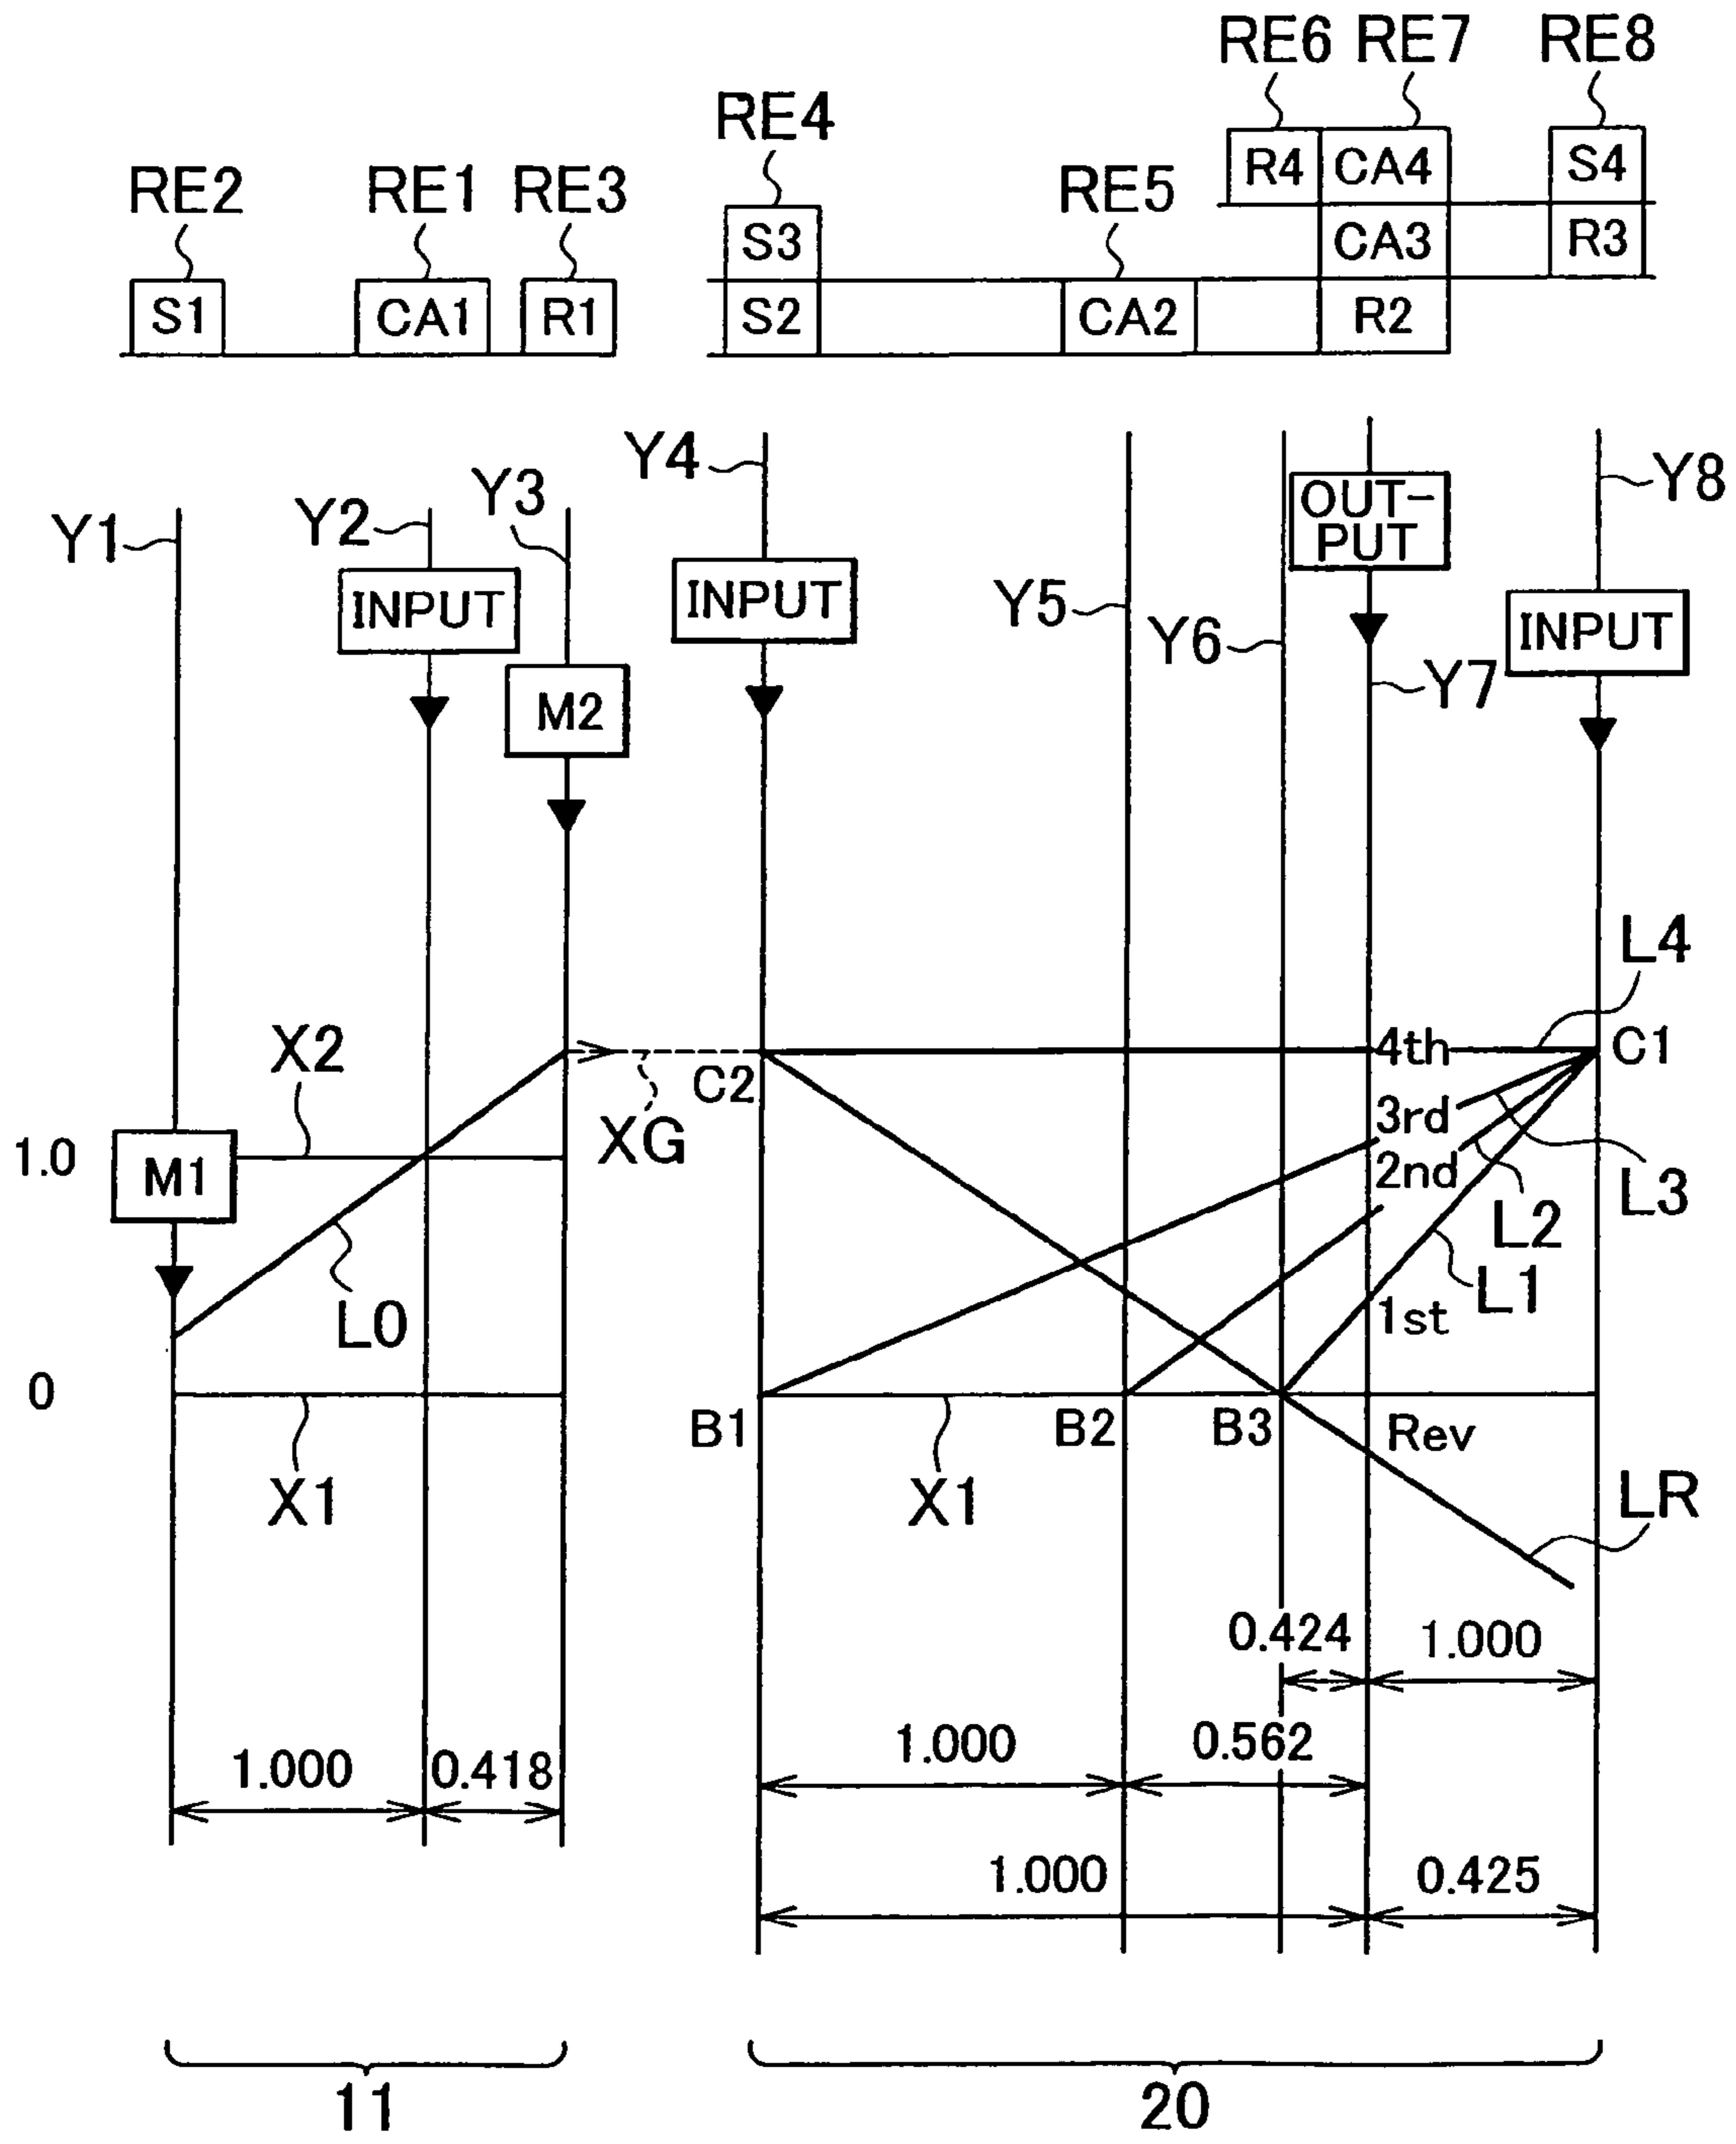 RE6 RE7 RE8
RE4
RE2 RE1 RE3 RE5
R4 CA4 S4
S3 CA3 R3
S1 CA1 R1 S2 CA2 R2
Y1 Y2 Y3 Y4 Y5 Y6 Y7 Y8
OUT-
PUT
INPUT INPUT INPUT
M2
L4
X2 4th C1
C2
3rd
1.0 M1 XG
2nd L3
L2
L0 1st L1
0
B1 B2 B3 Rev
X1 X1 LR
0.424 1.000
1.000 0.562
1.000 0.418
1.000 0.425
11 20